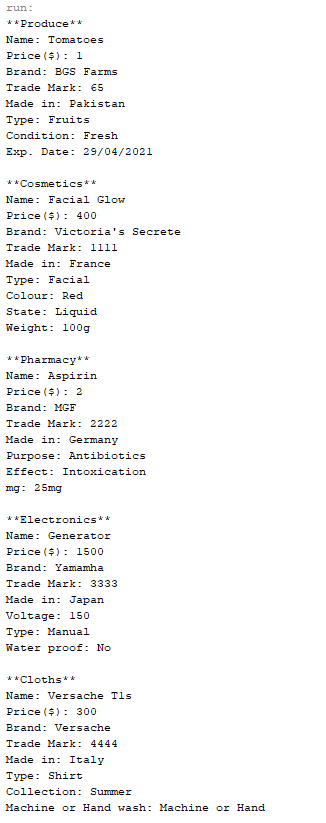 run:
**Produce**
Name: Tomatoes
Price($): 1
Brand: BGS Farms
Trade Mark: 65
Made in: Pakistan
Type: Fruits
Condition: Fresh
Exp. Date: 29/04/2021
**Cosmetics**
Name: Facial Glow
Price($): 400
Brand: Victoria's Secrete
Trade Mark: 1111
Made in: France
Type: Facial
Colour: Red
State: Liquid
Weight: 100g
**Pharmacy**
Name: Aspirin
Price($): 2
Brand: MGF
Trade Mark: 2222
Made in: Germany
Purpose: Antibiotics
Effect: Intoxication
mg: 25mg
**Electronics**
Name: Generator
Price($): 1500
Brand: Yamamha
Trade Mark: 3333
Made in: Japan
Voltage: 150
Type: Manual
Water proof: No
**Cloths**
Name: Versache T1s
Price($): 300
Brand: Versache
Trade Mark: 4444
Made in: Italy
Type: Shirt
Collection: Summer
Machine or Hand wash: Machine or Hand